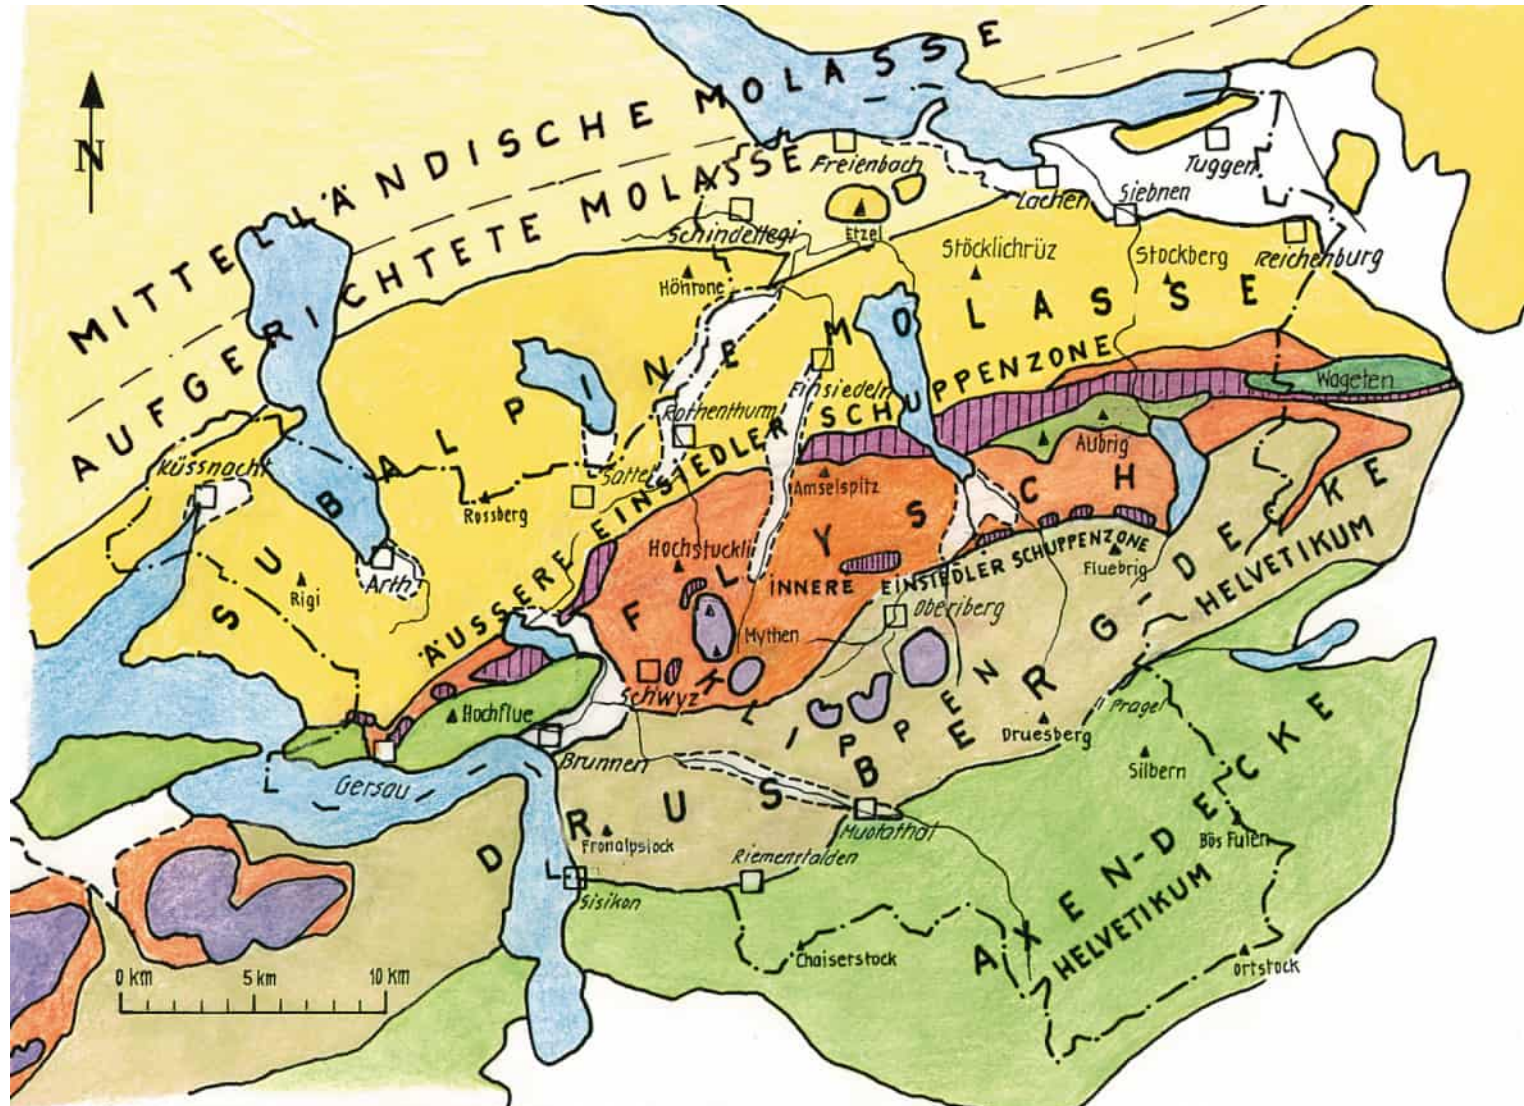 MITTELLÄNDISCHE MOLASSE
AUFGERICHTETE MOLASSE
N
Freienbach
Tuggen
Lachen
Siebnen
Schindellegi
Etzel
Stöcklichrüz
Stockberg
Reichenburg
Höhrone
SUBALPINE MOLASSE
Wageten
Einsiedeln
Rothenthurm
ÄUSSERE EINSIEDLER SCHUPPENZONE
Aubrig
Küssnacht
Sattel
Rossberg
Amselspitz
FLYSCH
Hochstuckli
Arth
Rigi
INNERE EINSIEDLER SCHUPPENZONE
Fluebrig
HELVETIKUM
Oberiberg
Mythen
Schwyz
KLIPPEN
Hochflue
Pragel
Druesberg
Brunnen
Gersau
Silbern
DRUSBERG-DECKE
Muotathal
Fronalpstock
Bös Fulen
Riemenstalden
Sisikon
AXEN-DECKE
HELVETIKUM
Chaiserstock
Ortstock
0 km 5 km 10 km